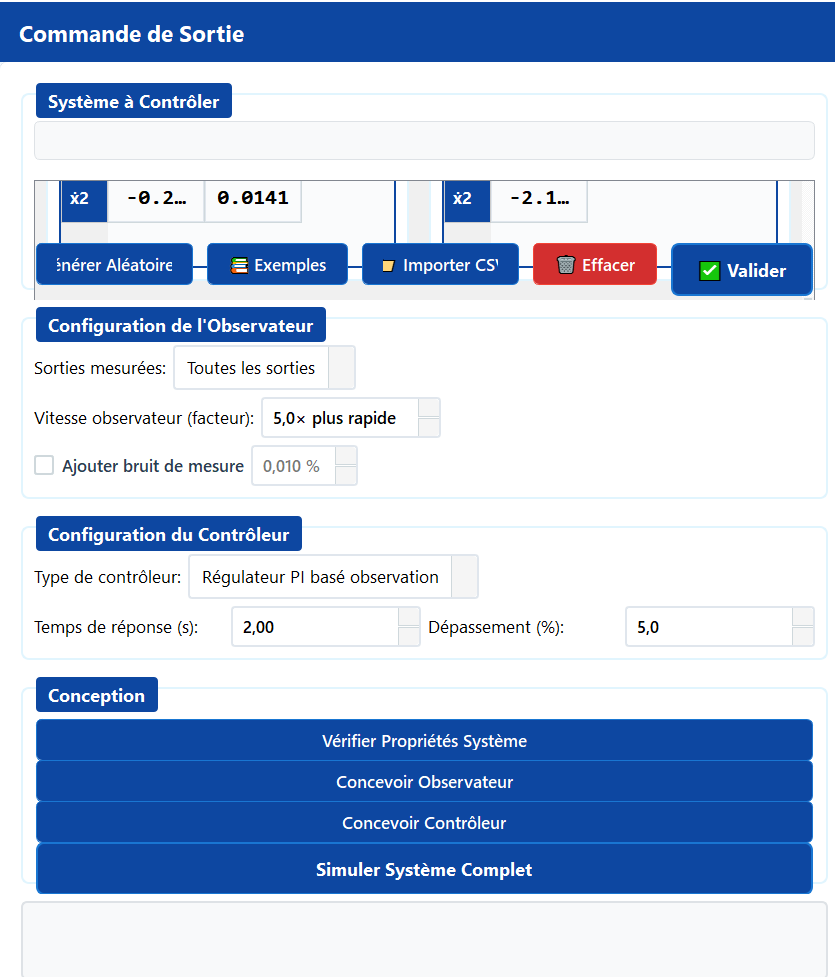 Commande de Sortie
Système à Contrôler
ẋ2 -0.2… 0.0141 ẋ2 -2.1…
énérer Aléatoire Exemples Importer CSV Effacer Valider
Configuration de l'Observateur
Sorties mesurées: Toutes les sorties
Vitesse observateur (facteur): 5,0× plus rapide
Ajouter bruit de mesure 0,010 %
Configuration du Contrôleur
Type de contrôleur: Régulateur PI basé observation
Temps de réponse (s): 2,00 Dépassement (%): 5,0
Conception
Vérifier Propriétés Système
Concevoir Observateur
Concevoir Contrôleur
Simuler Système Complet